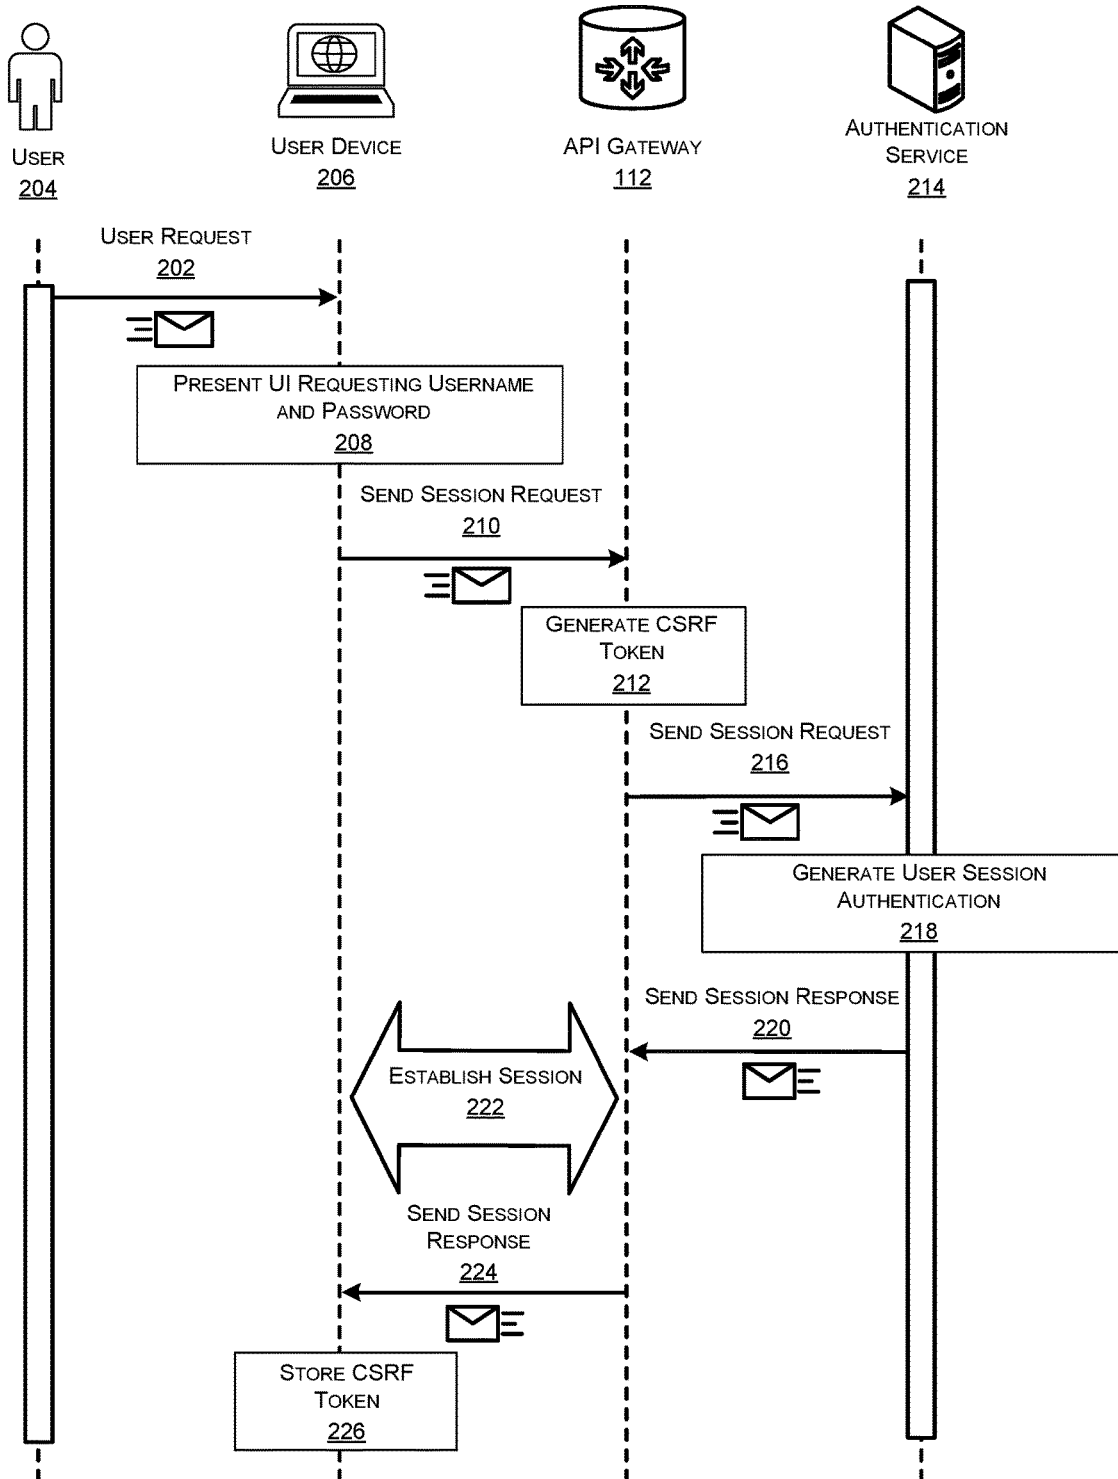 USER
204
USER DEVICE
206
API GATEWAY
112
AUTHENTICATION
SERVICE
214
USER REQUEST
202
PRESENT UI REQUESTING USERNAME
AND PASSWORD
208
SEND SESSION REQUEST
210
GENERATE CSRF
TOKEN
212
SEND SESSION REQUEST
216
GENERATE USER SESSION
AUTHENTICATION
218
SEND SESSION RESPONSE
220
ESTABLISH SESSION
222
SEND SESSION
RESPONSE
224
STORE CSRF
TOKEN
226